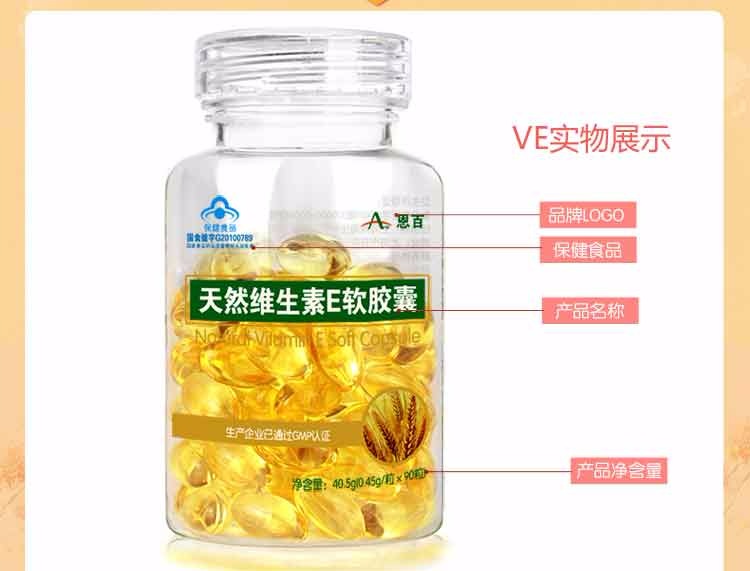 VE实物展示
品牌LOGO
保健食品
产品名称
产品净含量
保健食品
国食健字G20100789
A 恩百
天然维生素E软胶囊
Natural Vitamin E Soft Capsule
生产企业已通过GMP认证
净含量：40.5g(0.45g/粒×90粒)